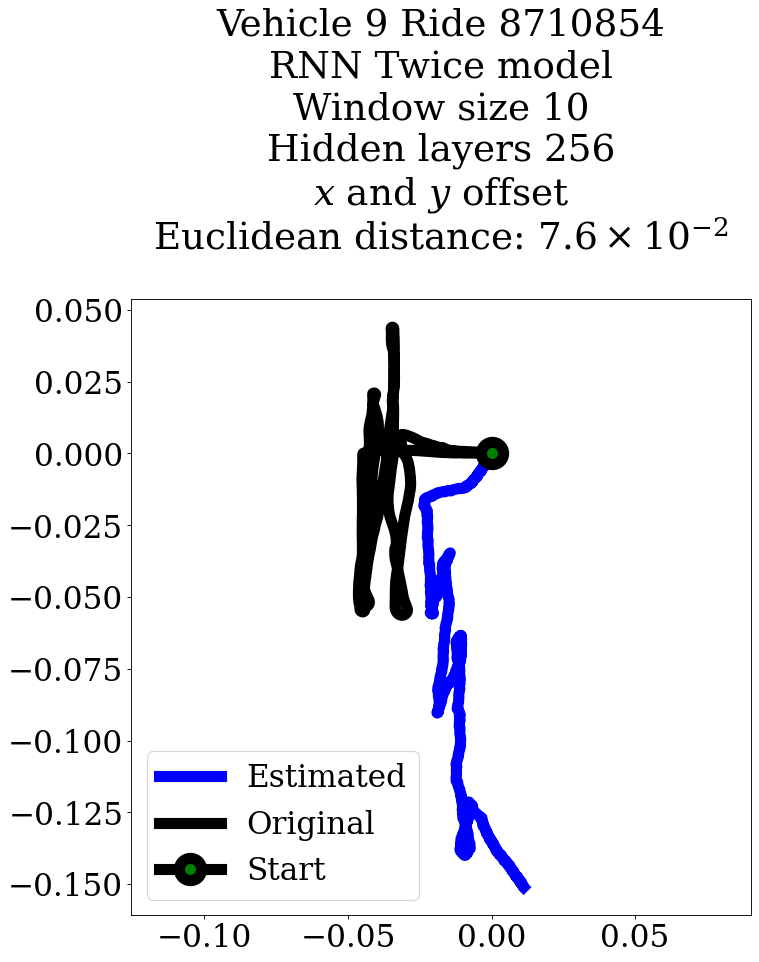 Vehicle 9 Ride 8710854
RNN Twice model
Window size 10
Hidden layers 256
x and y offset
Euclidean distance: 7.6 × 10⁻²
0.050
0.025
0.000
−0.025
−0.050
−0.075
−0.100
−0.125
−0.150
Estimated
Original
Start
−0.10 −0.05 0.00 0.05